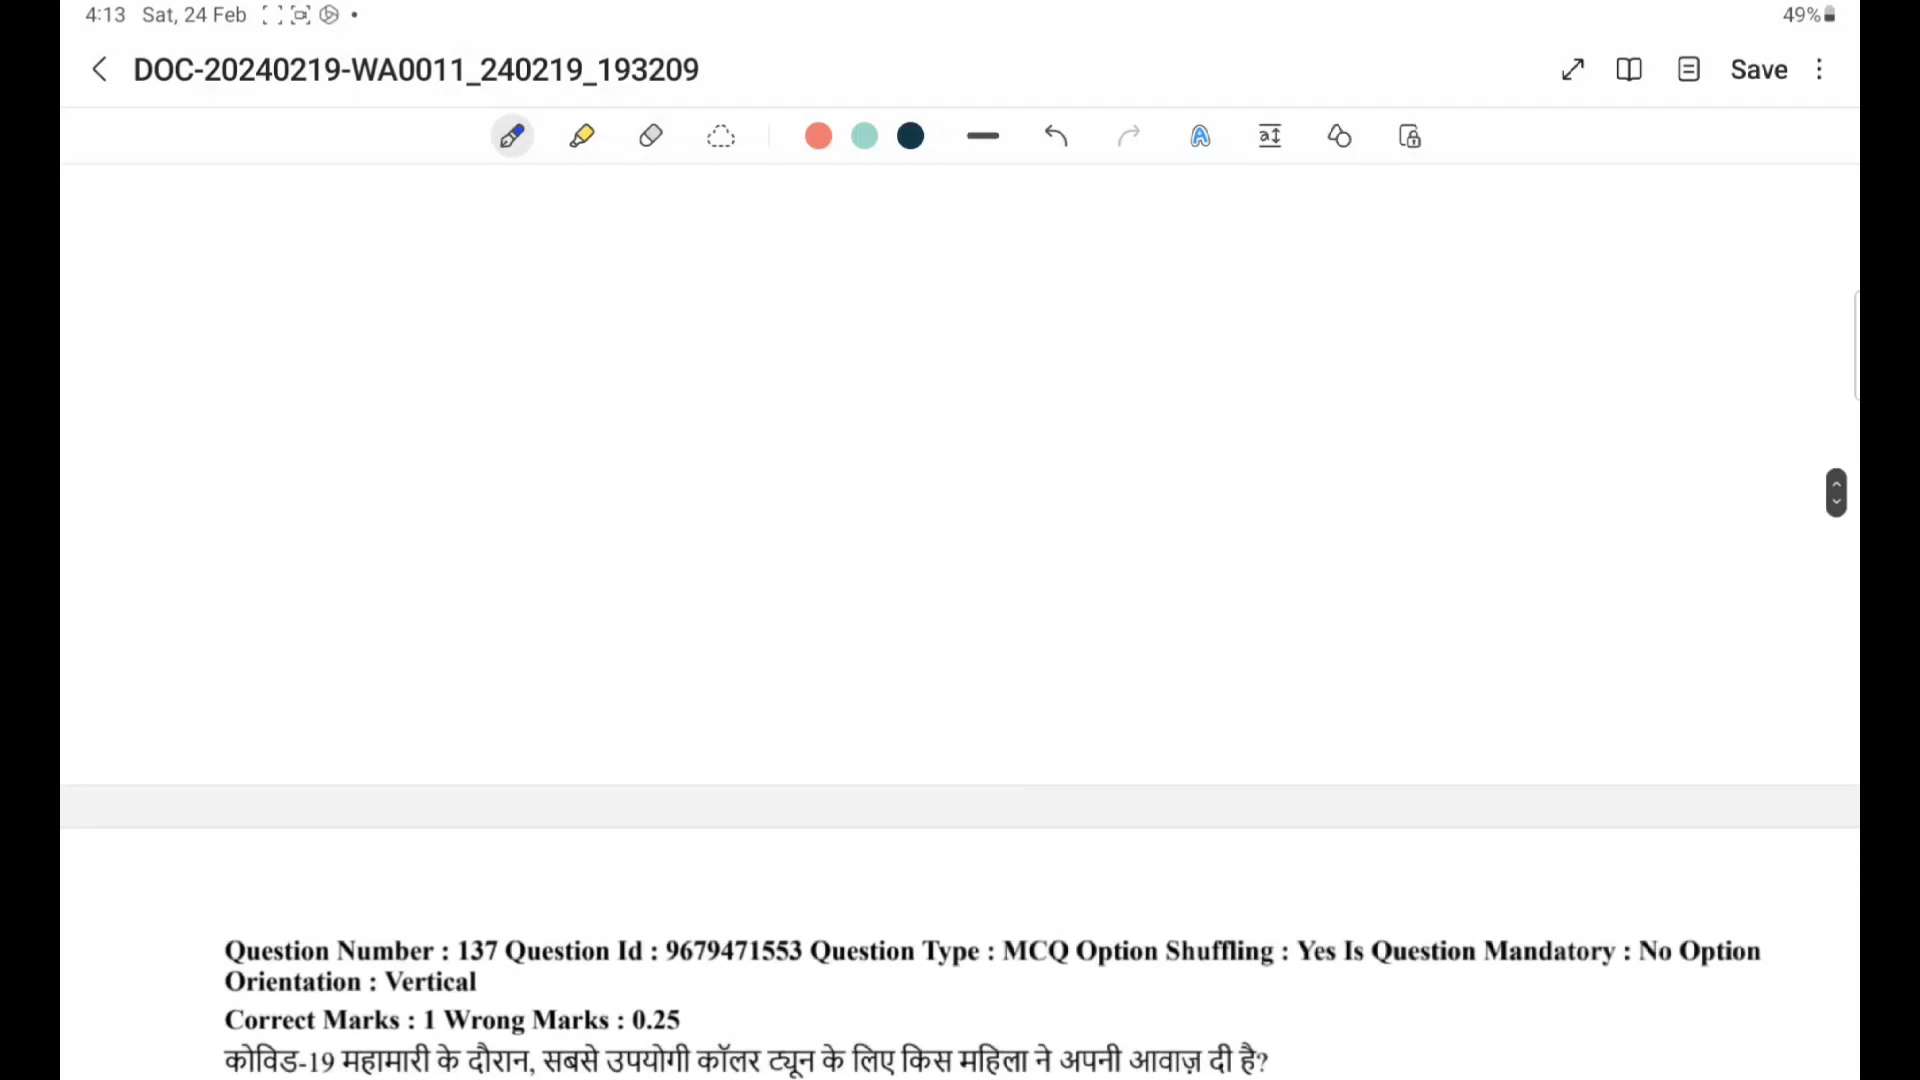 4:13 Sat, 24 Feb
49%
DOC-20240219-WA0011_240219_193209
Save
Question Number : 137 Question Id : 9679471553 Question Type : MCQ Option Shuffling : Yes Is Question Mandatory : No Option
Orientation : Vertical
Correct Marks : 1 Wrong Marks : 0.25
कोविड-19 महामारी के दौरान, सबसे उपयोगी कॉलर ट्यून के लिए किस महिला ने अपनी आवाज़ दी है?